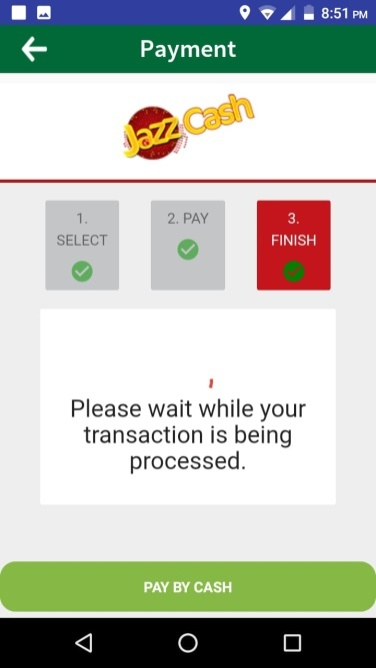 8:51 PM
Payment
Jazz Cash
1.
SELECT
2. PAY
3.
FINISH
Please wait while your
transaction is being
processed.
PAY BY CASH